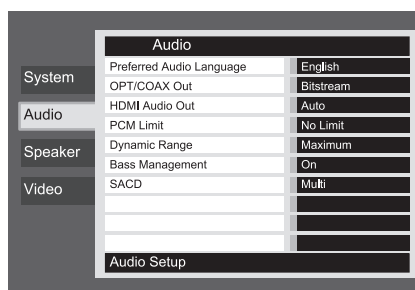 Audio
System
Audio
Speaker
Video
Preferred Audio Language English
OPT/COAX Out Bitstream
HDMI Audio Out Auto
PCM Limit No Limit
Dynamic Range Maximum
Bass Management On
SACD Multi
Audio Setup